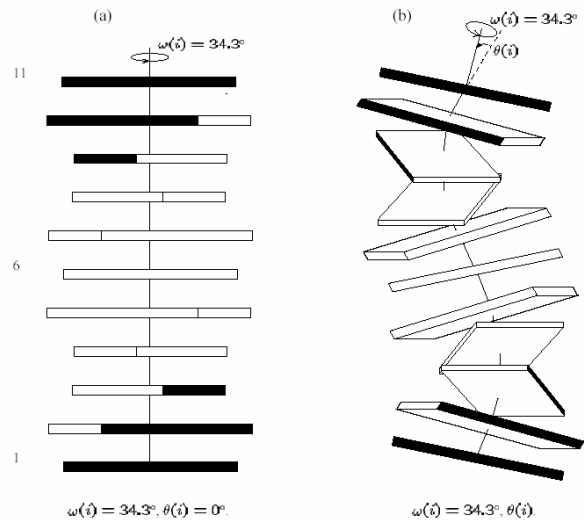 (a)
ω(i) = 34.3°
11
6
1
ω(i) = 34.3°, θ(i) = 0°.
(b)
ω(i) = 34.3°
θ(i)
ω(i) = 34.3°, θ(i).